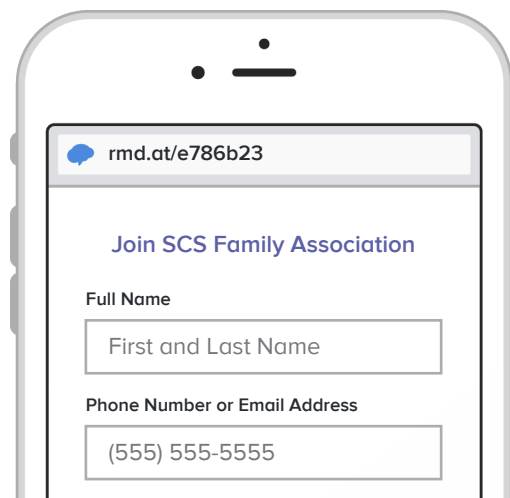 rmd.at/e786b23
Join SCS Family Association
Full Name
First and Last Name
Phone Number or Email Address
(555) 555-5555